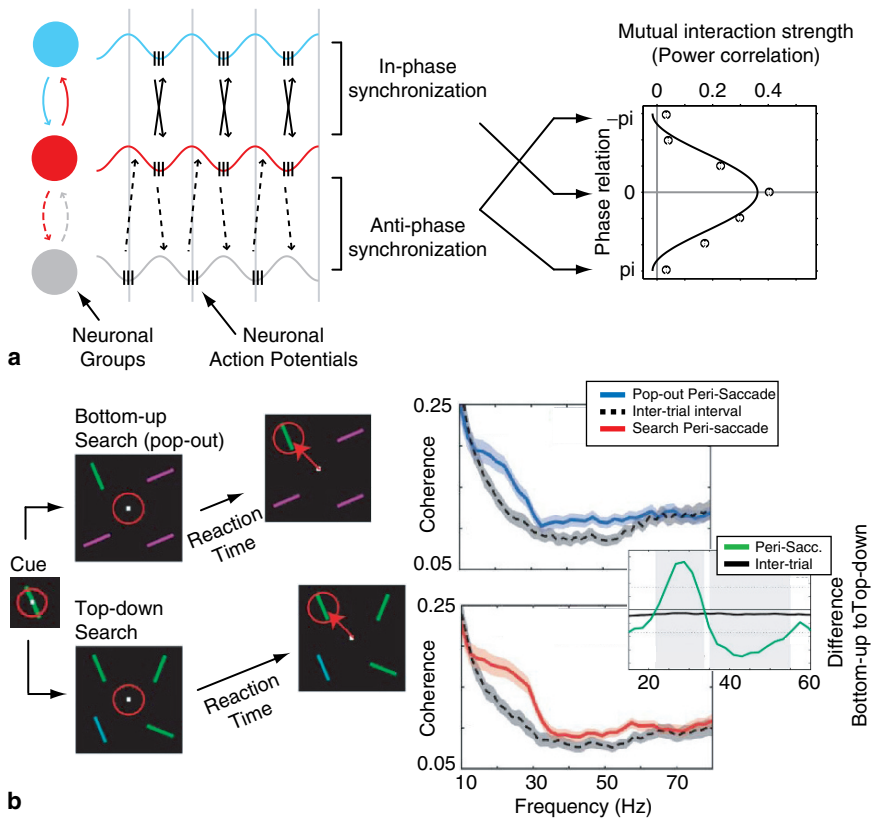 In-phase
synchronization
Anti-phase
synchronization
Mutual interaction strength
(Power correlation)
0 0.2 0.4
Phase relation
–pi
0
pi
Neuronal
Groups
Neuronal
Action Potentials
a
Bottom-up
Search (pop-out)
Reaction
Time
Cue
Top-down
Search
Reaction
Time
0.25
Coherence
0.05
Pop-out Peri-Saccade
Inter-trial interval
Search Peri-saccade
Peri-Sacc.
Inter-trial
Difference
Bottom-up toTop-down
20 40 60
0.25
Coherence
0.05
10 30 50 70
Frequency (Hz)
b